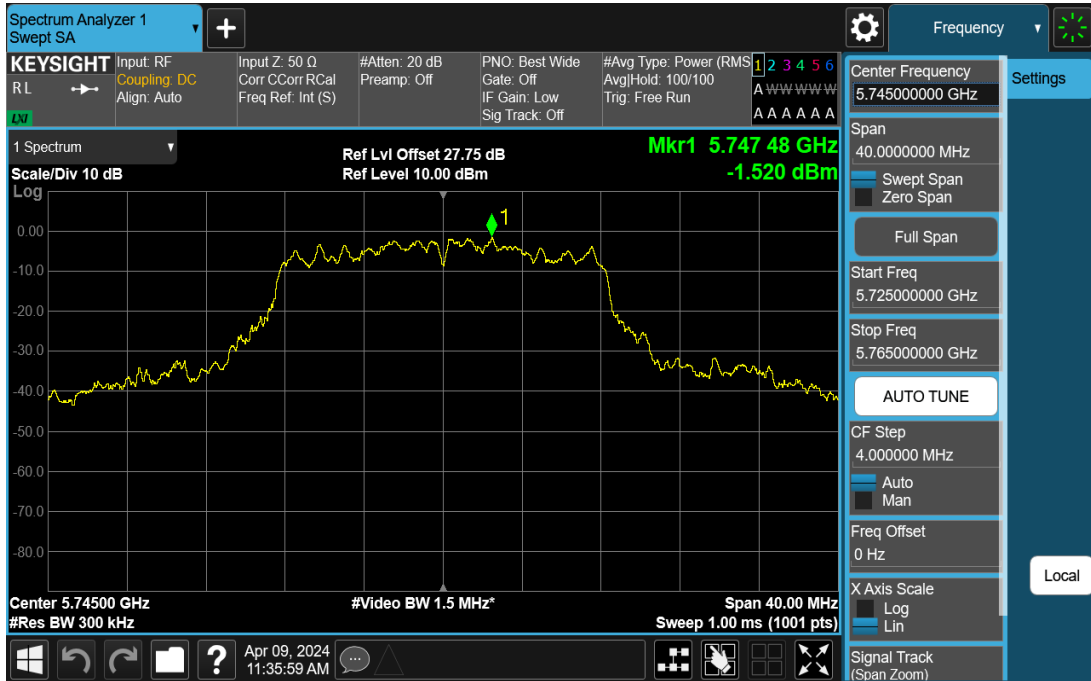 Spectrum Analyzer 1
Swept SA
+
Frequency
KEYSIGHT
RL
LXI
Input: RF
Coupling: DC
Align: Auto
Input Z: 50 Ω
Corr CCorr RCal
Freq Ref: Int (S)
#Atten: 20 dB
Preamp: Off
PNO: Best Wide
Gate: Off
IF Gain: Low
Sig Track: Off
#Avg Type: Power (RMS
Avg|Hold: 100/100
Trig: Free Run
1 2 3 4 5 6
A W W W W W
A A A A A A
1 Spectrum
Scale/Div 10 dB
Log
Ref Lvl Offset 27.75 dB
Ref Level 10.00 dBm
Mkr1 5.747 48 GHz
-1.520 dBm
1
0.00
-10.0
-20.0
-30.0
-40.0
-50.0
-60.0
-70.0
-80.0
Center 5.74500 GHz
#Res BW 300 kHz
#Video BW 1.5 MHz*
Span 40.00 MHz
Sweep 1.00 ms (1001 pts)
Center Frequency
5.745000000 GHz
Settings
Span
40.0000000 MHz
Swept Span
Zero Span
Full Span
Start Freq
5.725000000 GHz
Stop Freq
5.765000000 GHz
AUTO TUNE
CF Step
4.000000 MHz
Auto
Man
Freq Offset
0 Hz
X Axis Scale
Log
Lin
Local
Signal Track
(Span Zoom)
?
Apr 09, 2024
11:35:59 AM